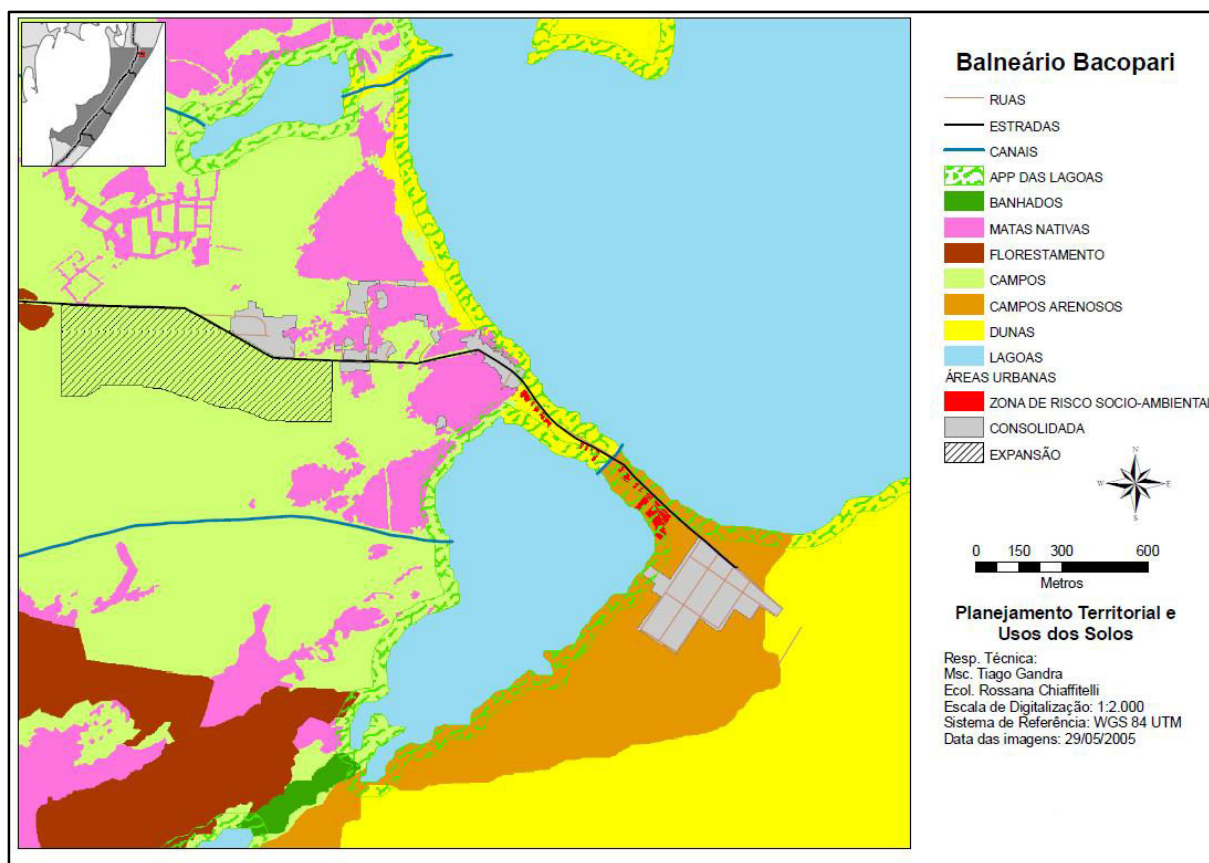 Balneário Bacopari
RUAS
ESTRADAS
CANAIS
APP DAS LAGOAS
BANHADOS
MATAS NATIVAS
FLORESTAMENTO
CAMPOS
CAMPOS ARENOSOS
DUNAS
LAGOAS
ÁREAS URBANAS
ZONA DE RISCO SOCIO-AMBIENTAL
CONSOLIDADA
EXPANSÃO
N
W E
S
0 150 300 600
Metros
Planejamento Territorial e
Usos dos Solos
Resp. Técnica:
Msc. Tiago Gandra
Ecol. Rossana Chiaffitelli
Escala de Digitalização: 1:2.000
Sistema de Referência: WGS 84 UTM
Data das imagens: 29/05/2005